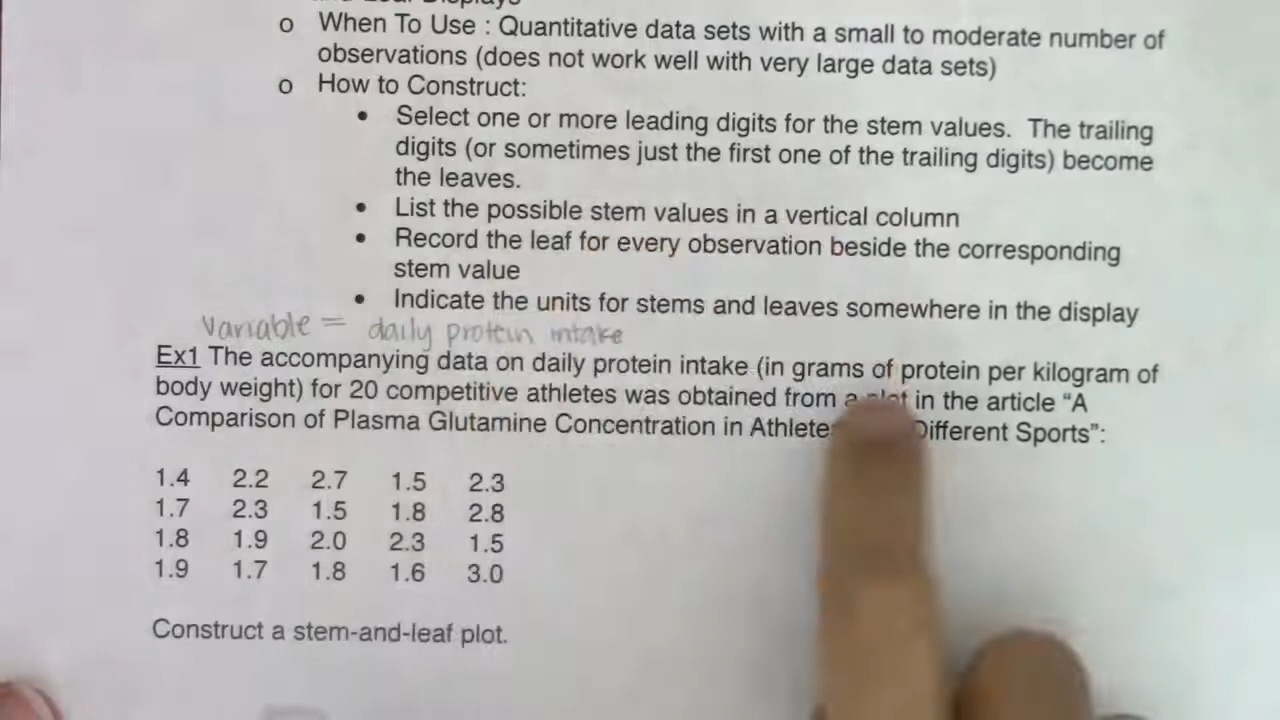 o When To Use : Quantitative data sets with a small to moderate number of
observations (does not work well with very large data sets)
o How to Construct:
• Select one or more leading digits for the stem values. The trailing
digits (or sometimes just the first one of the trailing digits) become
the leaves.
• List the possible stem values in a vertical column
• Record the leaf for every observation beside the corresponding
stem value
• Indicate the units for stems and leaves somewhere in the display
variable = daily protein intake
Ex1 The accompanying data on daily protein intake (in grams of protein per kilogram of
body weight) for 20 competitive athletes was obtained from a plot in the article “A
Comparison of Plasma Glutamine Concentration in Different Sports”:
1.4 2.2 2.7 1.5 2.3
1.7 2.3 1.5 1.8 2.8
1.8 1.9 2.0 2.3 1.5
1.9 1.7 1.8 1.6 3.0
Construct a stem-and-leaf plot.